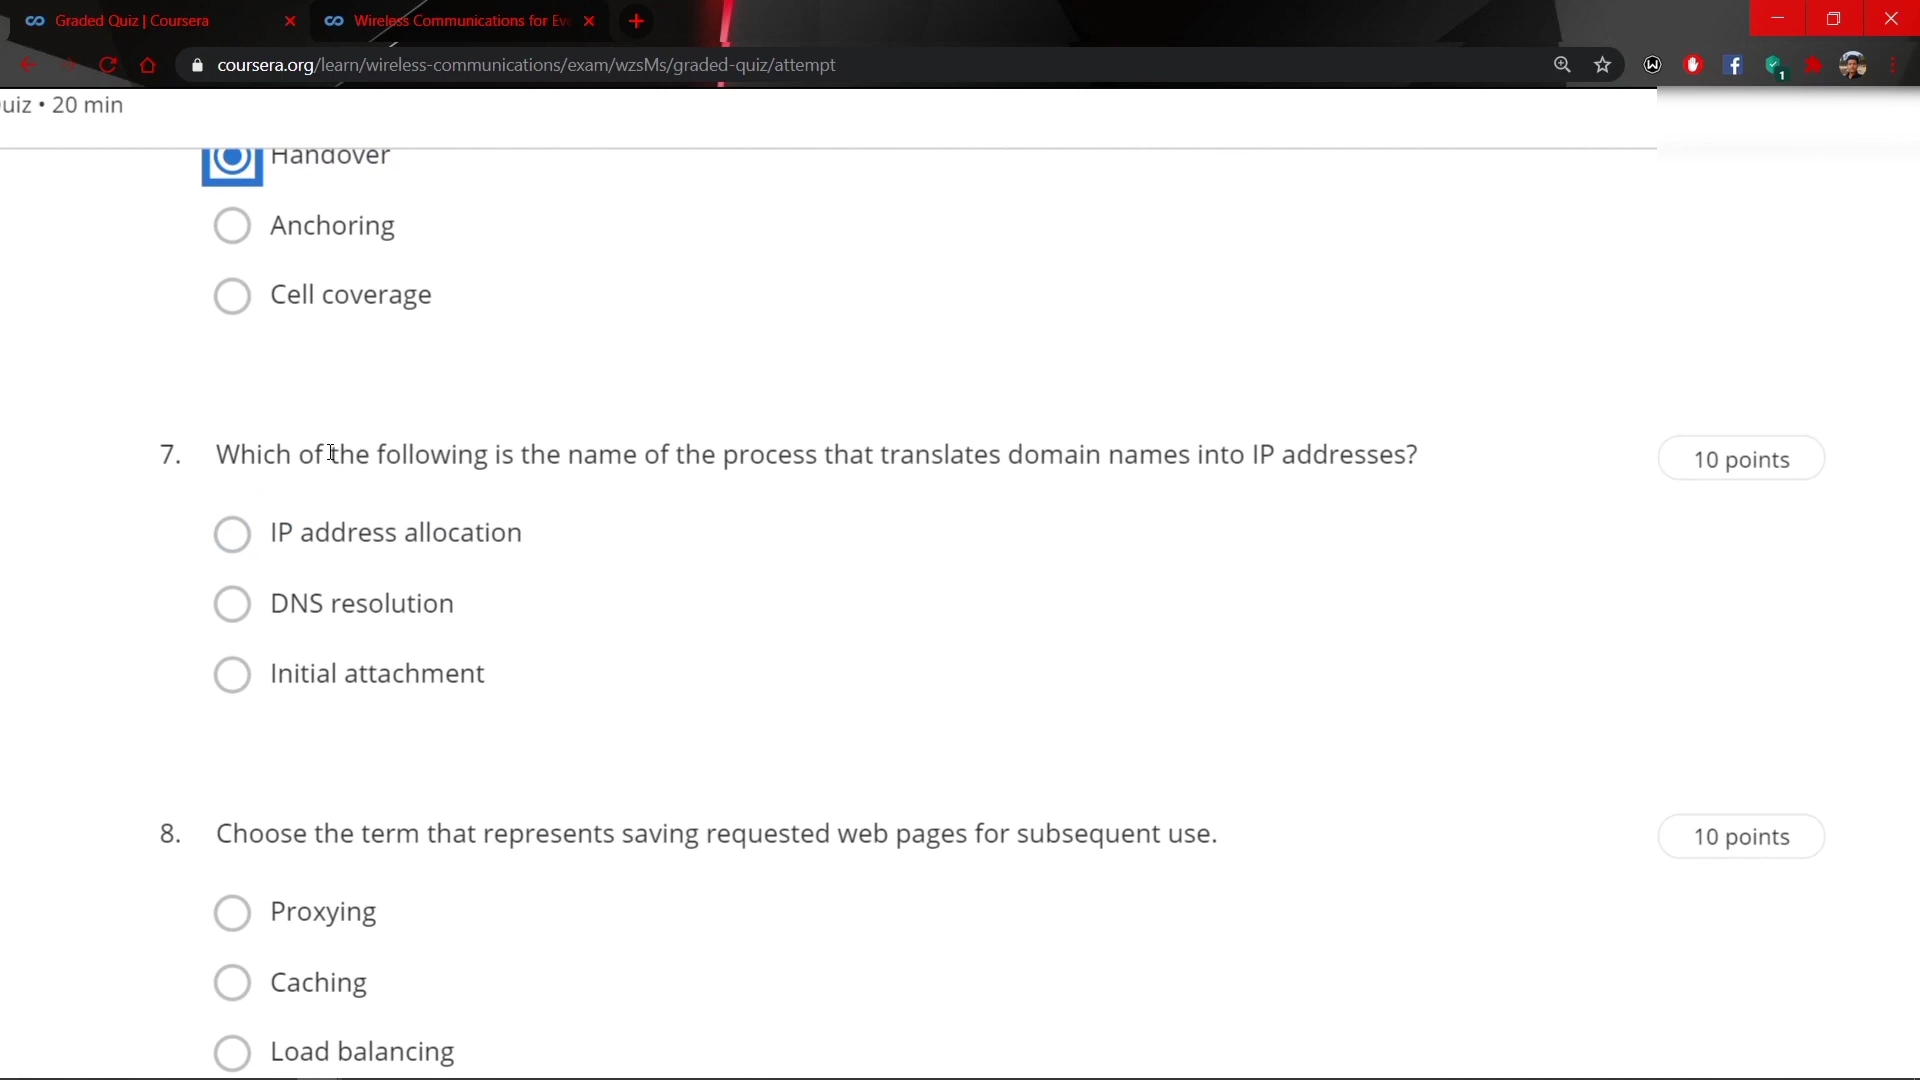 Graded Quiz | Coursera
Wireless Communications for Eve
coursera.org/learn/wireless-communications/exam/wzsMs/graded-quiz/attempt
1
uiz • 20 min
Handover
Anchoring
Cell coverage
7. Which of the following is the name of the process that translates domain names into IP addresses?
10 points
IP address allocation
DNS resolution
Initial attachment
8. Choose the term that represents saving requested web pages for subsequent use.
10 points
Proxying
Caching
Load balancing